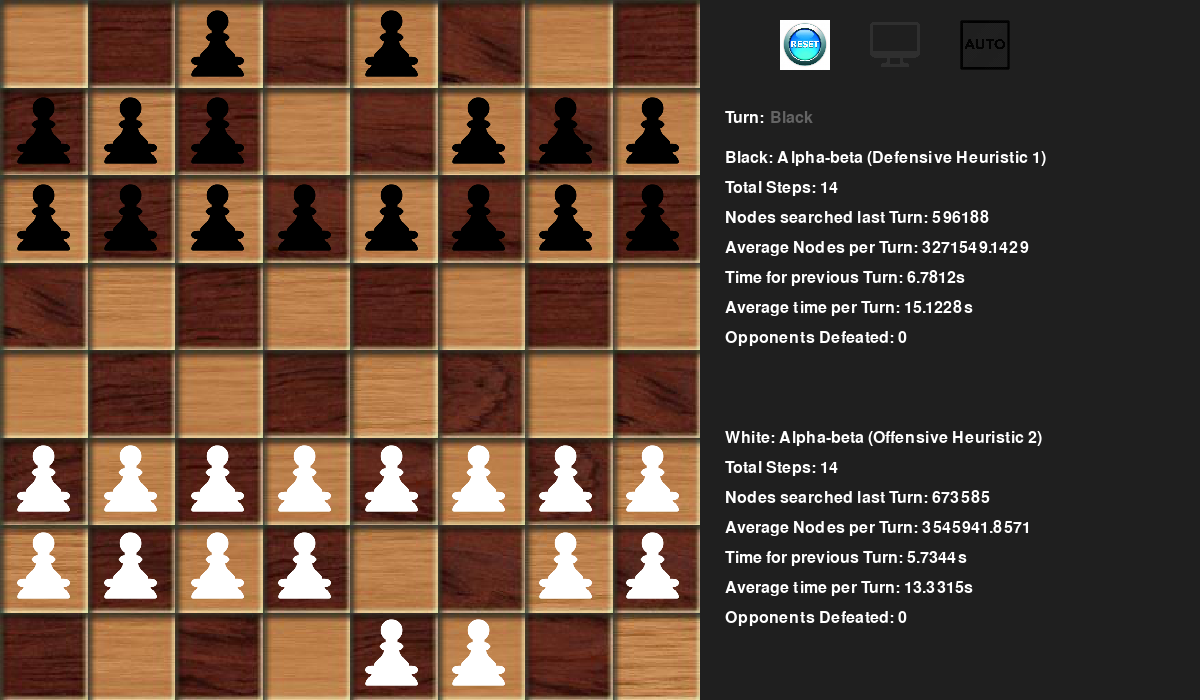 RESET
AUTO
Turn: Black
Black: Alpha-beta (Defensive Heuristic 1)
Total Steps: 14
Nodes searched last Turn: 596188
Average Nodes per Turn: 3271549.1429
Time for previous Turn: 6.7812s
Average time per Turn: 15.1228s
Opponents Defeated: 0
White: Alpha-beta (Offensive Heuristic 2)
Total Steps: 14
Nodes searched last Turn: 673585
Average Nodes per Turn: 3545941.8571
Time for previous Turn: 5.7344s
Average time per Turn: 13.3315s
Opponents Defeated: 0